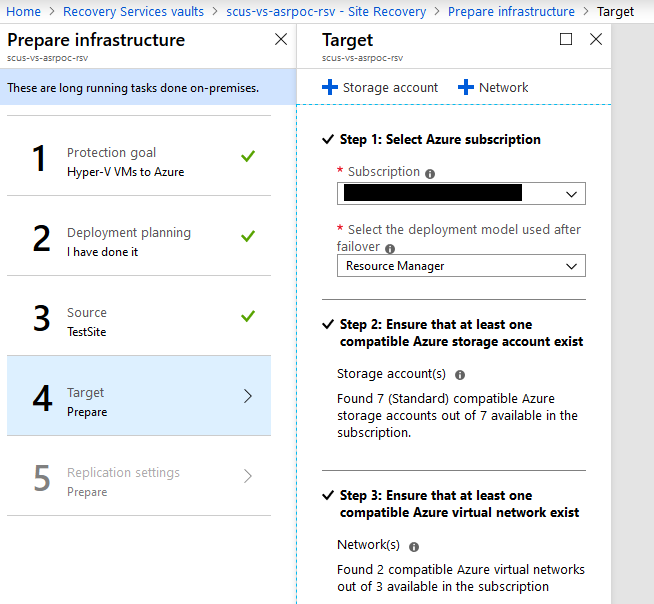 Home > Recovery Services vaults > scus-vs-asrpoc-rsv - Site Recovery > Prepare infrastructure > Target
Prepare infrastructure
scus-vs-asrpoc-rsv
These are long running tasks done on-premises.
1
Protection goal
Hyper-V VMs to Azure
2
Deployment planning
I have done it
3
Source
TestSite
4
Target
Prepare
5
Replication settings
Prepare
Target
scus-vs-asrpoc-rsv
Storage account
Network
Step 1: Select Azure subscription
* Subscription
* Select the deployment model used after
failover
Resource Manager
Step 2: Ensure that at least one
compatible Azure storage account exist
Storage account(s)
Found 7 (Standard) compatible Azure
storage accounts out of 7 available in the
subscription.
Step 3: Ensure that at least one
compatible Azure virtual network exist
Network(s)
Found 2 compatible Azure virtual networks
out of 3 available in the subscription